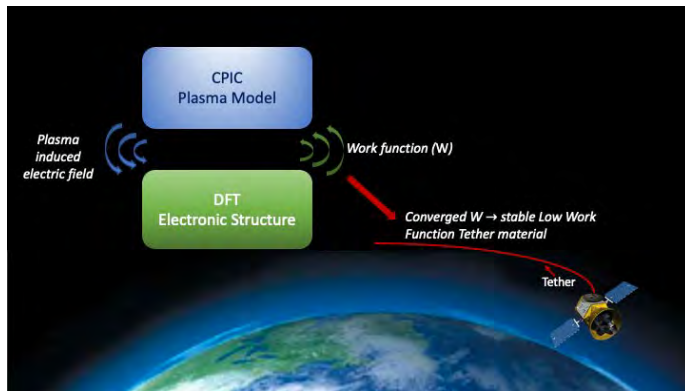 CPIC
Plasma Model
Plasma
induced
electric field
Work function (W)
DFT
Electronic Structure
Converged W → stable Low Work
Function Tether material
Tether